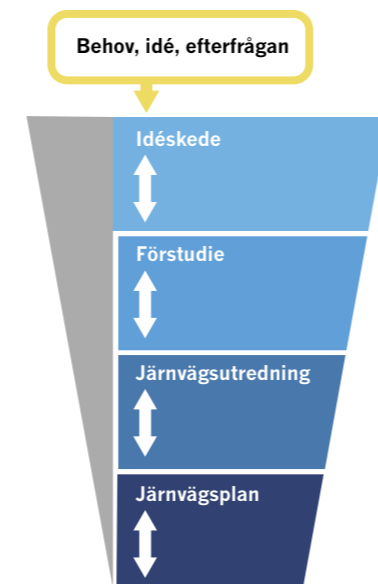 Behov, idé, efterfrågan
Idéskede
Förstudie
Järnvägsutredning
Järnvägsplan